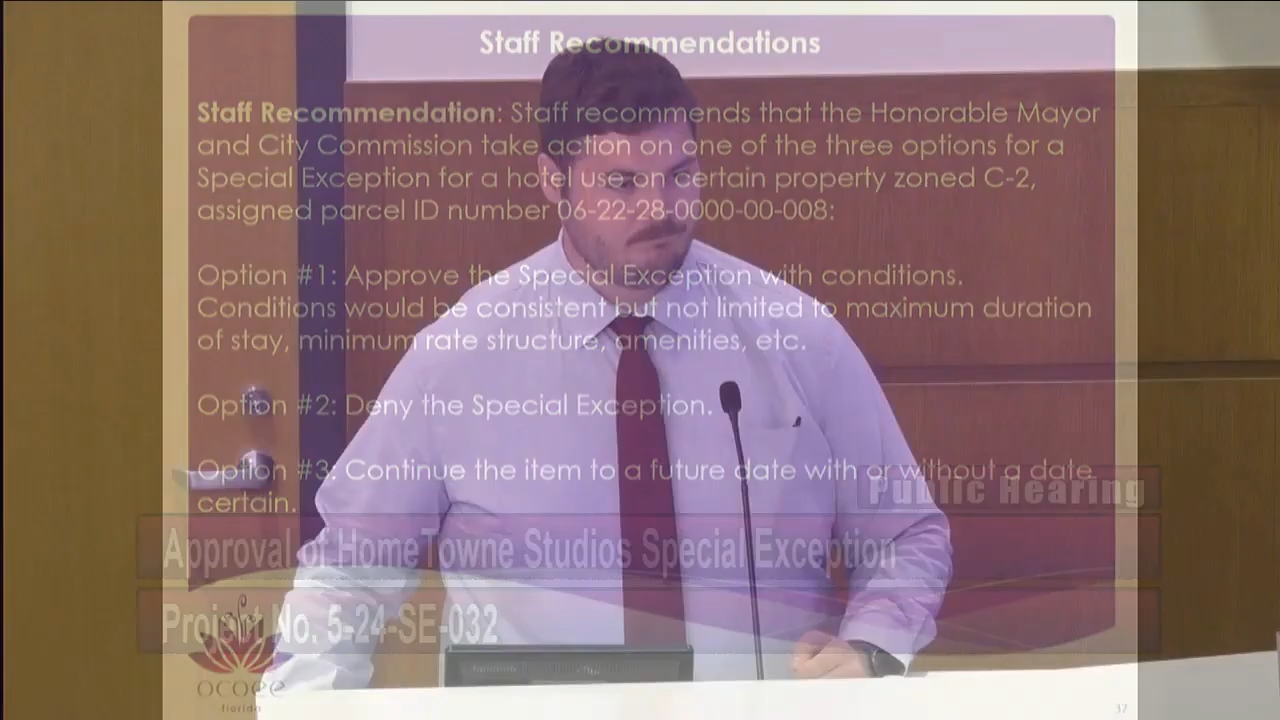 Staff Recommendations
Staff Recommendation: Staff recommends that the Honorable Mayor
and City Commission take action on one of the three options for a
Special Exception for a hotel use on certain property zoned C-2,
assigned parcel ID number 06-22-28-0000-00-008:
Option #1: Approve the Special Exception with conditions.
Conditions would be consistent but not limited to maximum duration
of stay, minimum rate structure, amenities, etc.
Option #2: Deny the Special Exception.
Option #3: Continue the item to a future date with or without a date
certain.
Public Hearing
Approval of HomeTowne Studios Special Exception
Project No. 5-24-SE-032
ocoee
florida
37